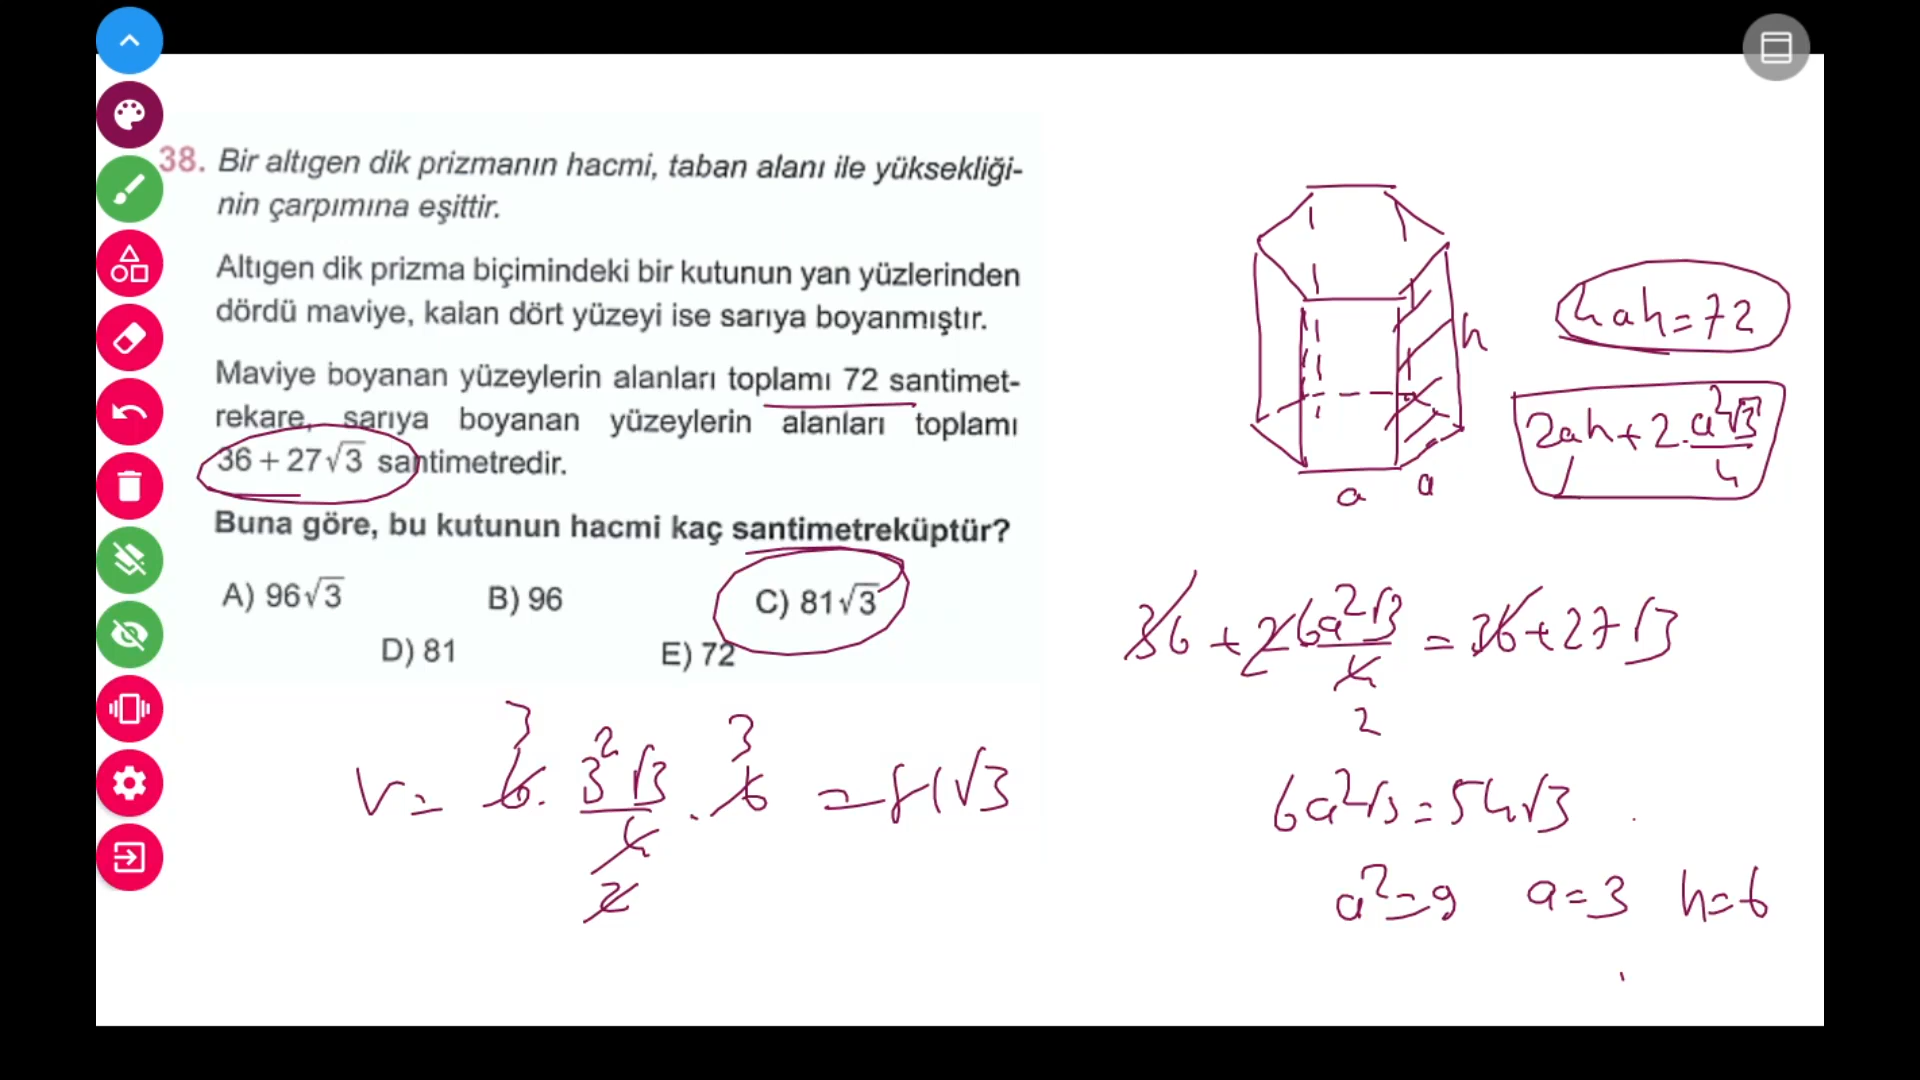 38. Bir altıgen dik prizmanın hacmi, taban alanı ile yüksekliği-
nin çarpımına eşittir.
Altıgen dik prizma biçimindeki bir kutunun yan yüzlerinden
dördü maviye, kalan dört yüzeyi ise sarıya boyanmıştır.
Maviye boyanan yüzeylerin alanları toplamı 72 santimet-
rekare, sarıya boyanan yüzeylerin alanları toplamı
36 + 27√3 santimetredir.
Buna göre, bu kutunun hacmi kaç santimetreküptür?
A) 96√3 B) 96 C) 81√3
D) 81 E) 72
h
a a
4ah=72
2ah+2.a²√3/4
36 + 2 6a²√3/4 = 36+27√3
2
6a²√3=54√3
a²=9 a=3 h=6
3 3
V= 6. 3²√3/4 . 6 = 81√3
2